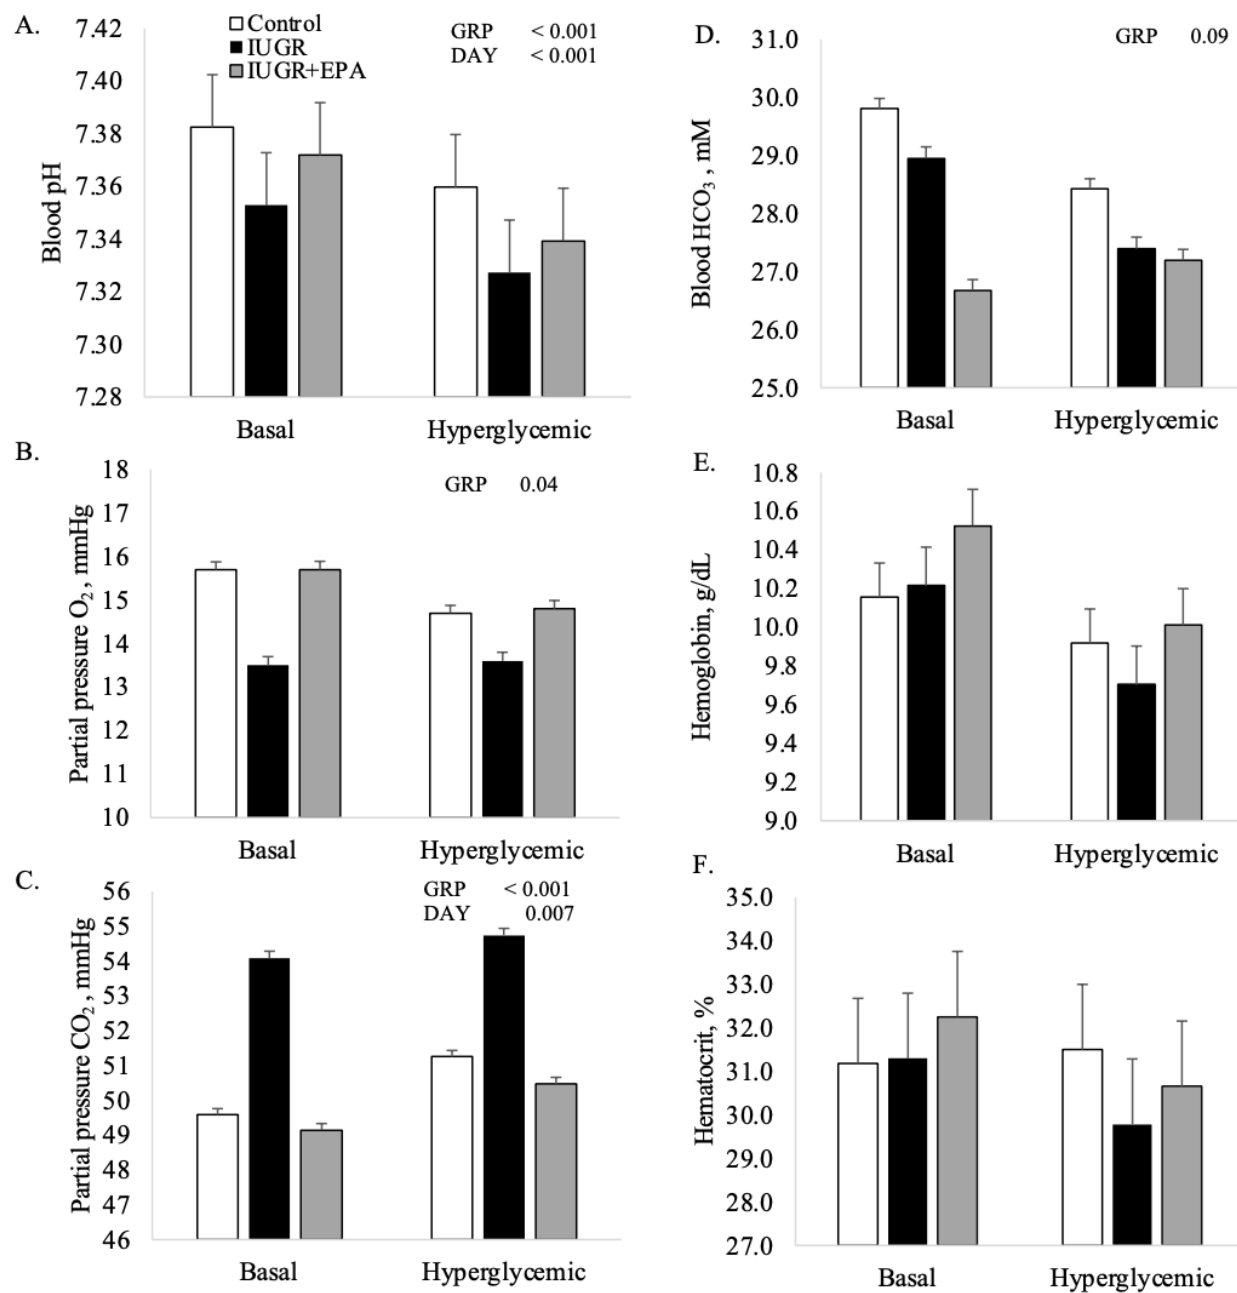 A.
7.42
7.40
7.38
7.36
7.34
7.32
7.30
7.28
Blood pH
Control
IUGR
IUGR+EPA
GRP < 0.001
DAY < 0.001
Basal Hyperglycemic
B.
18
17
16
15
14
13
12
11
10
Partial pressure O₂, mmHg
GRP 0.04
Basal Hyperglycemic
C.
56
55
54
53
52
51
50
49
48
47
46
Partial pressure CO₂, mmHg
GRP < 0.001
DAY 0.007
Basal Hyperglycemic
D.
31.0
30.0
29.0
28.0
27.0
26.0
25.0
Blood HCO₃, mM
GRP 0.09
Basal Hyperglycemic
E.
10.8
10.6
10.4
10.2
10.0
9.8
9.6
9.4
9.2
9.0
Hemoglobin, g/dL
Basal Hyperglycemic
F.
35.0
34.0
33.0
32.0
31.0
30.0
29.0
28.0
27.0
Hematocrit, %
Basal Hyperglycemic